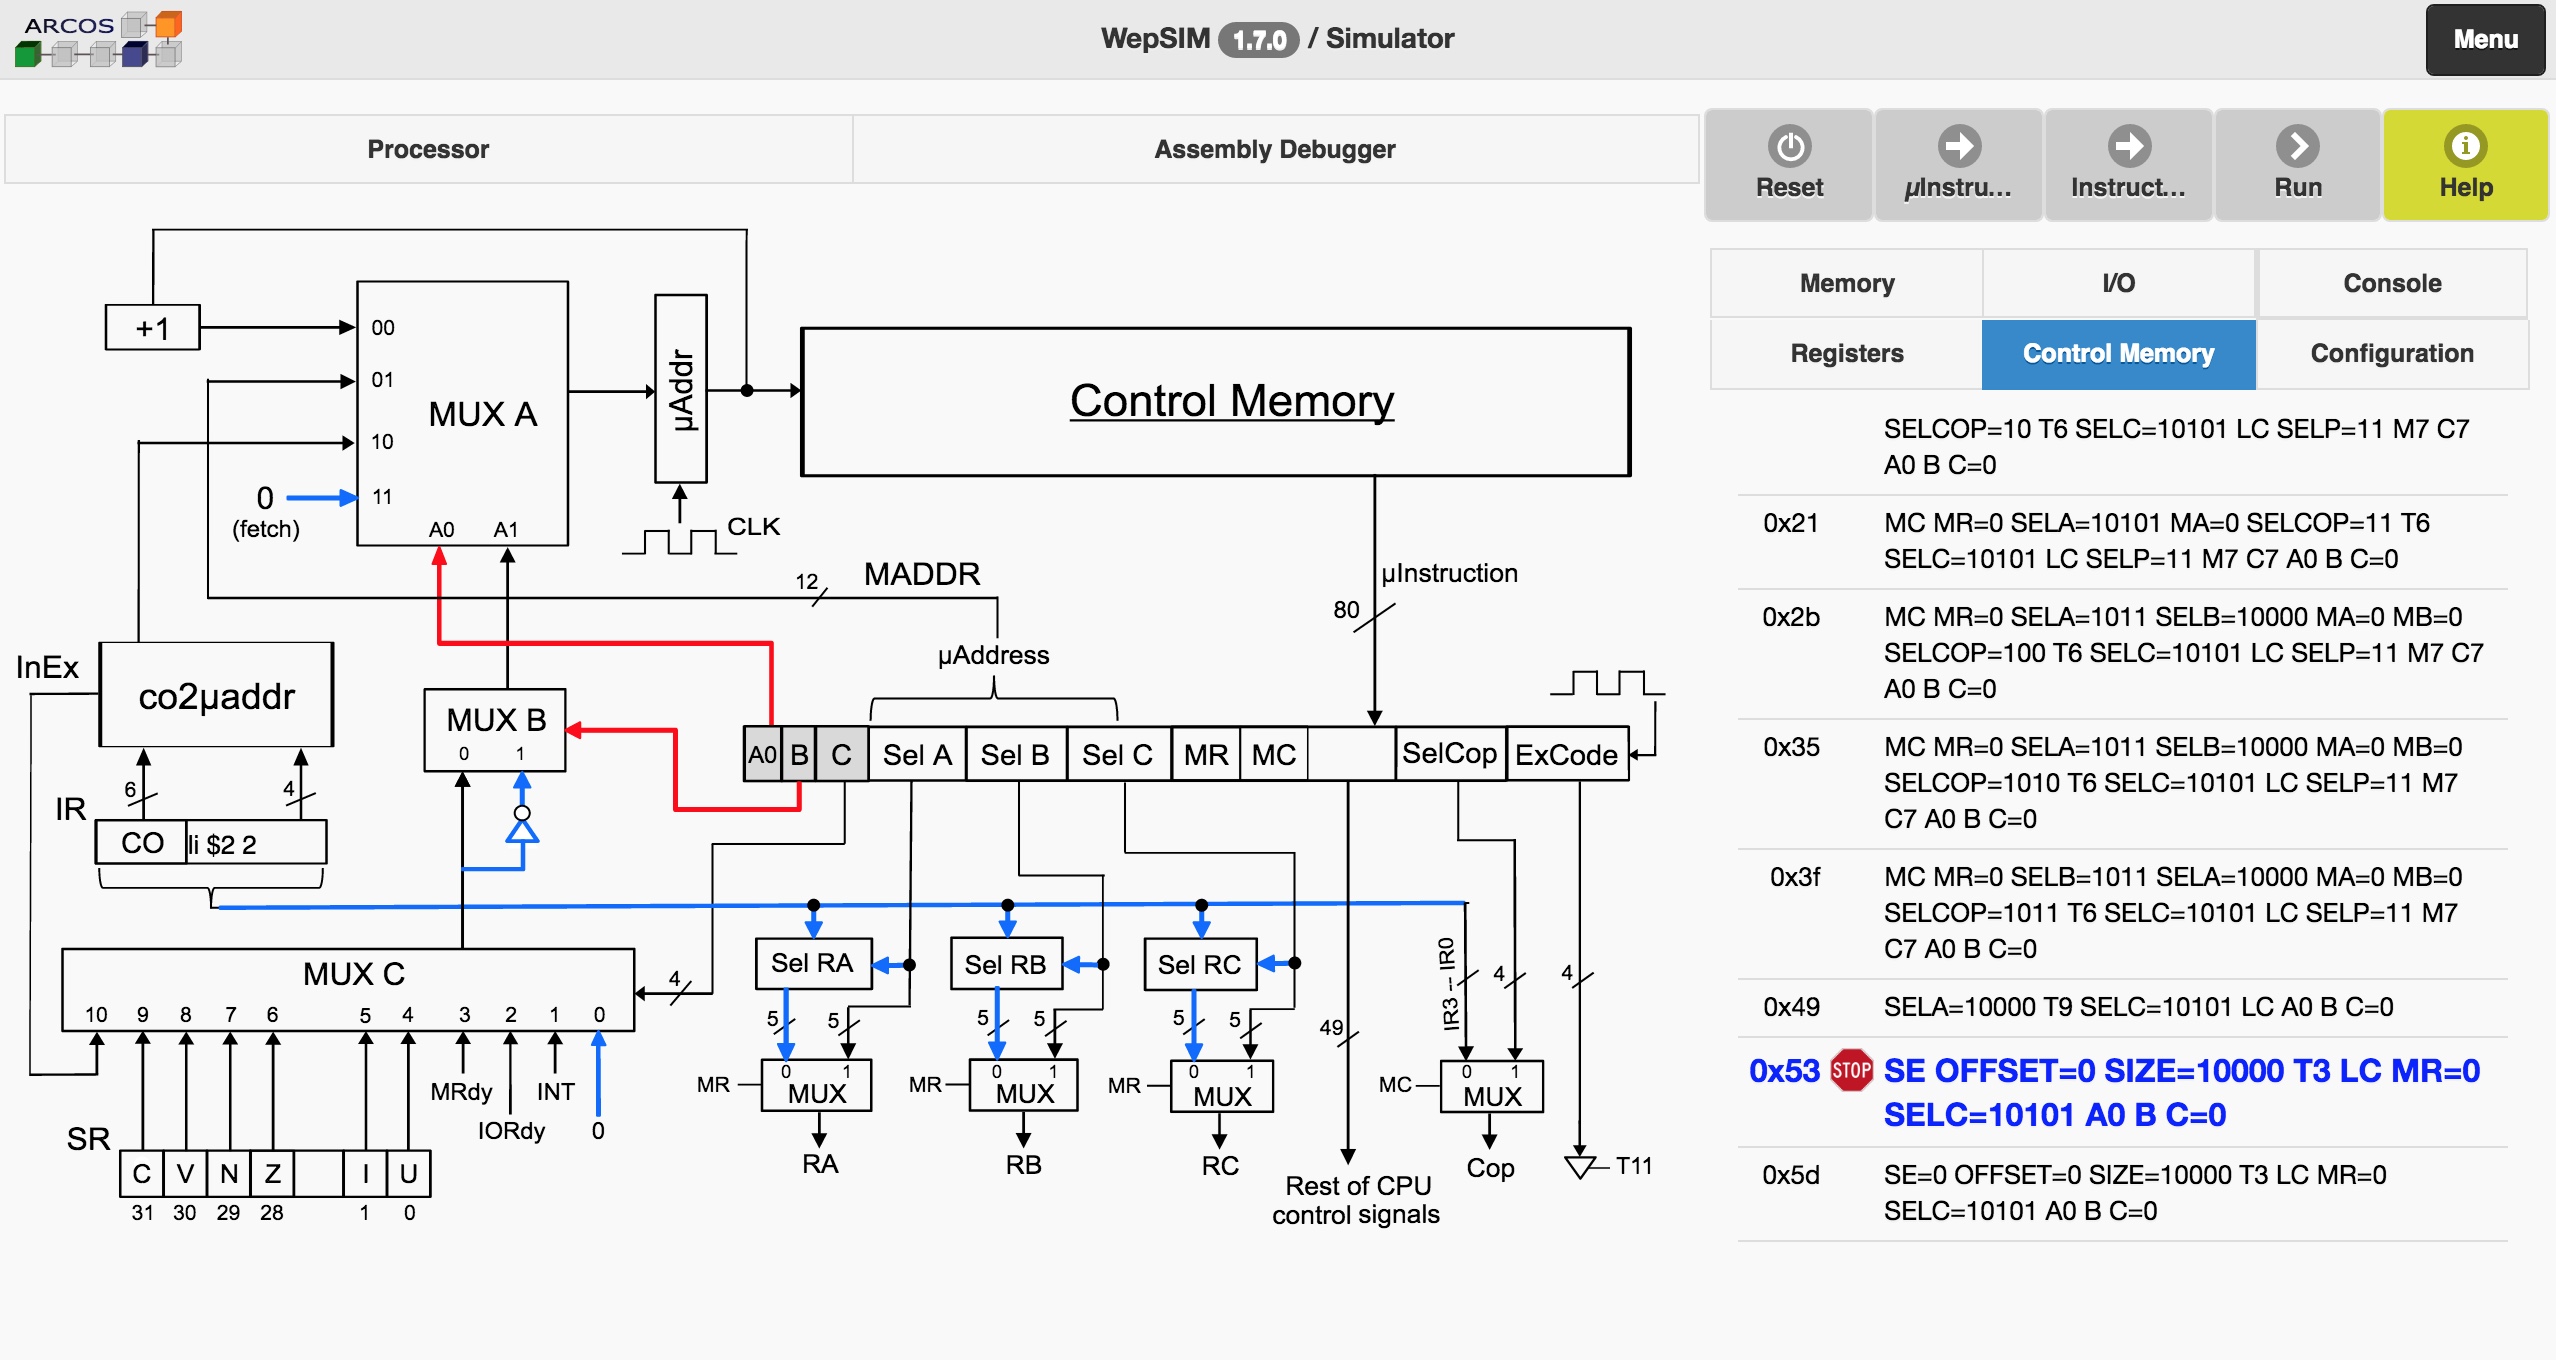 ARCOS
WepSIM 1.7.0 / Simulator
Menu
Processor
Assembly Debugger
Reset
µInstru...
Instruct...
Run
Help
Memory
I/O
Console
Registers
Control Memory
Configuration
+1
00
01
10
11
MUX A
A0 A1
0
(fetch)
µAddr
CLK
Control Memory
12
MADDR
µAddress
µInstruction
80
InEx
co2µaddr
MUX B
0 1
6
4
IR
CO
li $2 2
A0
B
C
Sel A
Sel B
Sel C
MR
MC
SelCop
ExCode
MUX C
10 9 8 7 6 5 4 3 2 1 0
4
MRdy
IORdy
INT
0
SR
C V N Z I U
31 30 29 28 1 0
Sel RA
5
5
0 1
MR
MUX
RA
Sel RB
5
5
0 1
MR
MUX
RB
Sel RC
5
5
0 1
MR
MUX
RC
49
Rest of CPU
control signals
IR3 -- IR0
4
0 1
MC
MUX
Cop
4
T11
SELCOP=10 T6 SELC=10101 LC SELP=11 M7 C7
A0 B C=0
0x21
MC MR=0 SELA=10101 MA=0 SELCOP=11 T6
SELC=10101 LC SELP=11 M7 C7 A0 B C=0
0x2b
MC MR=0 SELA=1011 SELB=10000 MA=0 MB=0
SELCOP=100 T6 SELC=10101 LC SELP=11 M7 C7
A0 B C=0
0x35
MC MR=0 SELA=1011 SELB=10000 MA=0 MB=0
SELCOP=1010 T6 SELC=10101 LC SELP=11 M7
C7 A0 B C=0
0x3f
MC MR=0 SELB=1011 SELA=10000 MA=0 MB=0
SELCOP=1011 T6 SELC=10101 LC SELP=11 M7
C7 A0 B C=0
0x49
SELA=10000 T9 SELC=10101 LC A0 B C=0
0x53
STOP
SE OFFSET=0 SIZE=10000 T3 LC MR=0
SELC=10101 A0 B C=0
0x5d
SE=0 OFFSET=0 SIZE=10000 T3 LC MR=0
SELC=10101 A0 B C=0